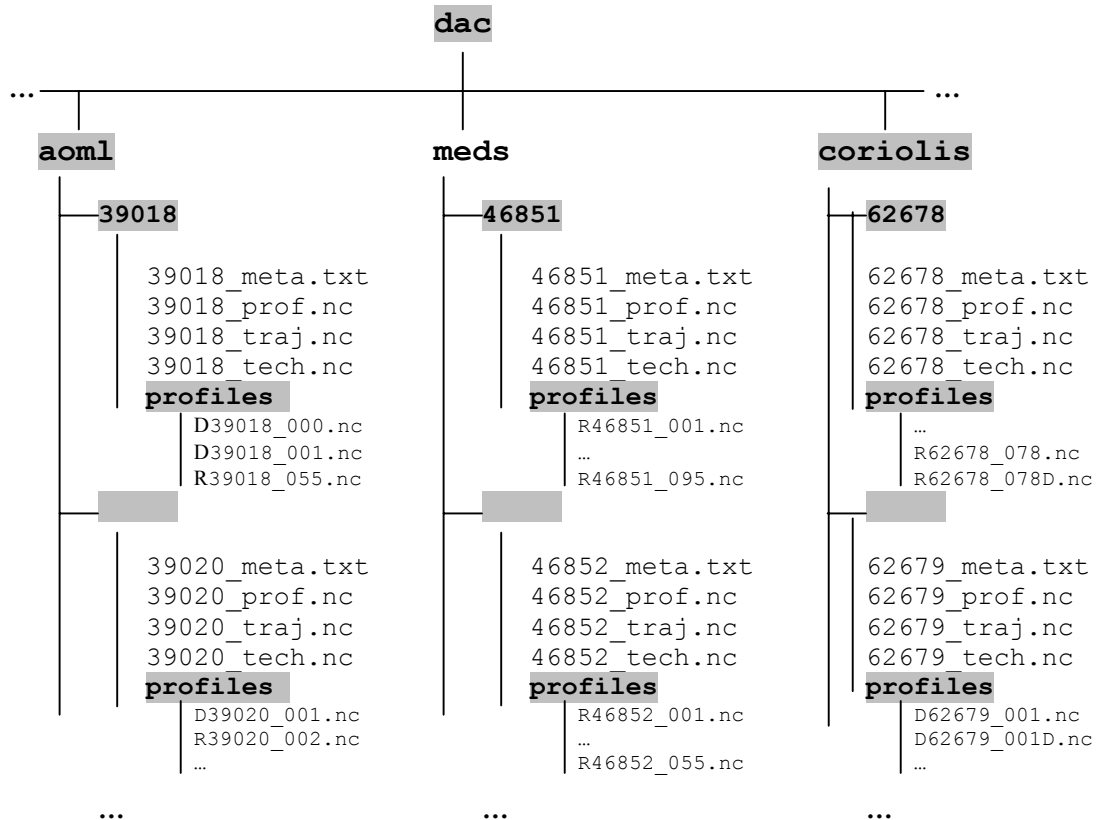 dac
... ...
aoml
39018
39018_meta.txt
39018_prof.nc
39018_traj.nc
39018_tech.nc
profiles
D39018_000.nc
D39018_001.nc
R39018_055.nc
39020_meta.txt
39020_prof.nc
39020_traj.nc
39020_tech.nc
profiles
D39020_001.nc
R39020_002.nc
…
...
meds
46851
46851_meta.txt
46851_prof.nc
46851_traj.nc
46851_tech.nc
profiles
R46851_001.nc
…
R46851_095.nc
46852_meta.txt
46852_prof.nc
46852_traj.nc
46852_tech.nc
profiles
R46852_001.nc
…
R46852_055.nc
...
coriolis
62678
62678_meta.txt
62678_prof.nc
62678_traj.nc
62678_tech.nc
profiles
…
R62678_078.nc
R62678_078D.nc
62679_meta.txt
62679_prof.nc
62679_traj.nc
62679_tech.nc
profiles
D62679_001.nc
D62679_001D.nc
…
...